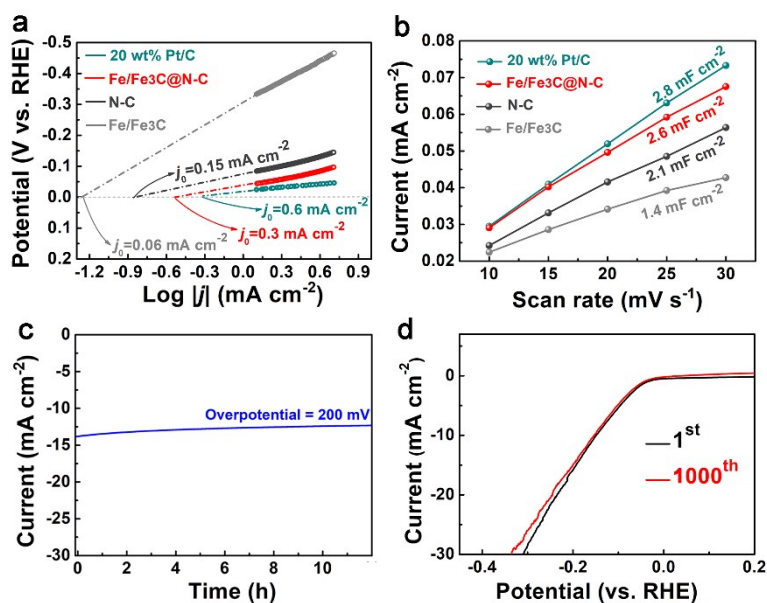 a
-0.5
-0.4
-0.3
-0.2
-0.1
0.0
0.1
0.2
Potential (V vs. RHE)
20 wt% Pt/C
Fe/Fe3C@N-C
N-C
Fe/Fe3C
j₀=0.15 mA cm⁻²
j₀=0.6 mA cm⁻²
j₀=0.3 mA cm⁻²
j₀=0.06 mA cm⁻²
-1.2 -0.9 -0.6 -0.3 0.0 0.3 0.6 0.9
Log |j| (mA cm⁻²)
b
0.08
0.07
0.06
0.05
0.04
0.03
0.02
Current (mA cm⁻²)
20 wt% Pt/C
Fe/Fe3C@N-C
N-C
Fe/Fe3C
2.8 mF cm⁻²
2.6 mF cm⁻²
2.1 mF cm⁻²
1.4 mF cm⁻²
10 15 20 25 30
Scan rate (mV s⁻¹)
c
0
-5
-10
-15
-20
-25
-30
Current (mA cm⁻²)
Overpotential = 200 mV
0 2 4 6 8 10
Time (h)
d
0
-10
-20
-30
Current (mA cm⁻²)
1ˢᵗ
1000ᵗʰ
-0.4 -0.2 0.0 0.2
Potential (vs. RHE)